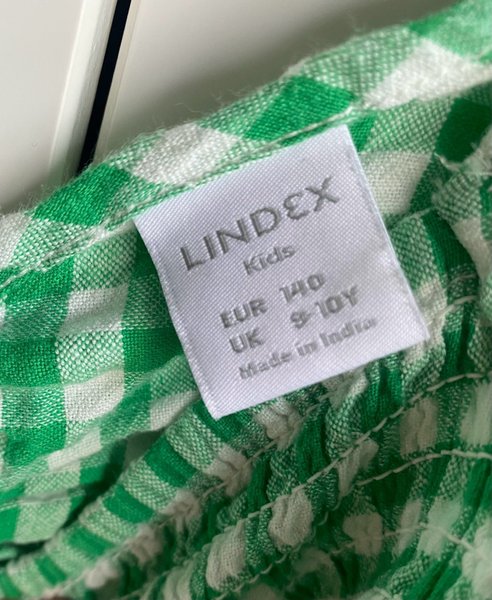 LINDEX
Kids
EUR 140
UK 9-10Y
Made in India